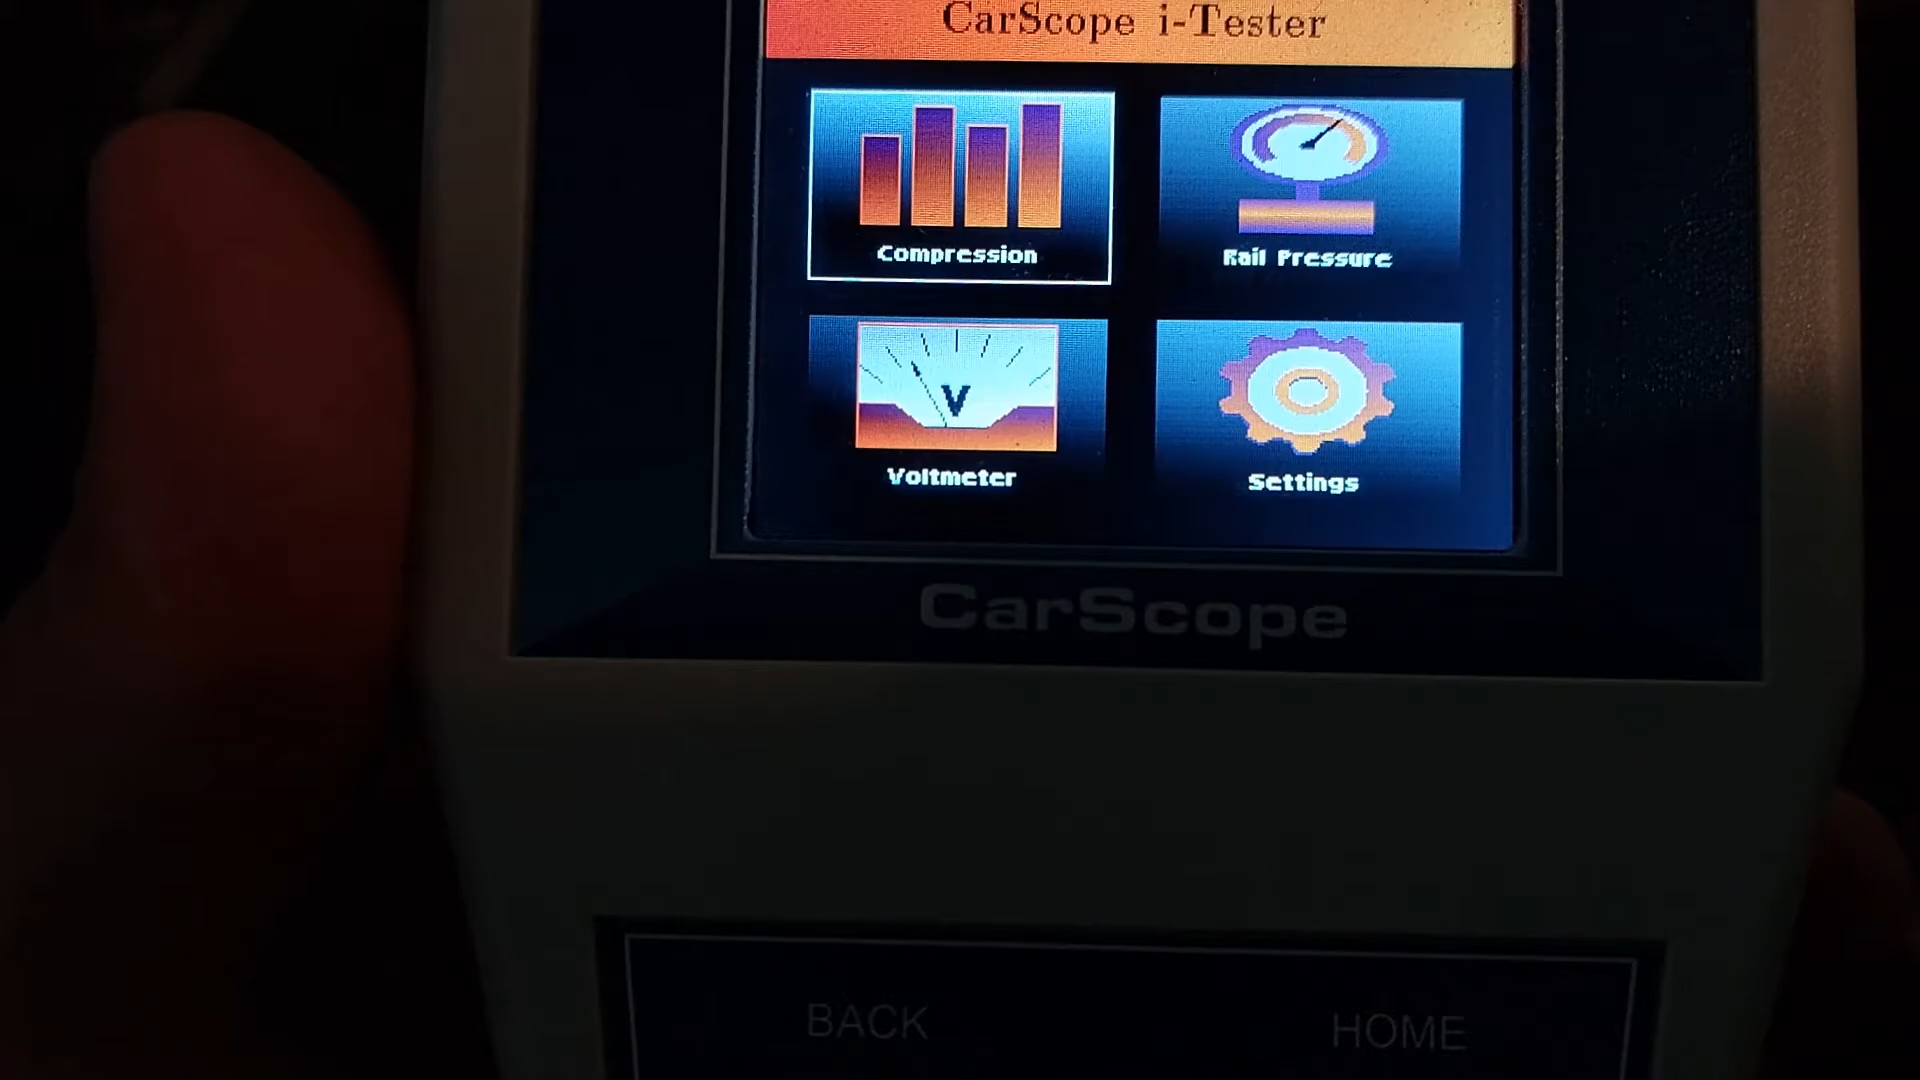 CarScope i-Tester
Compression
Rail Pressure
V
Voltmeter
Settings
CarScope
BACK
HOME